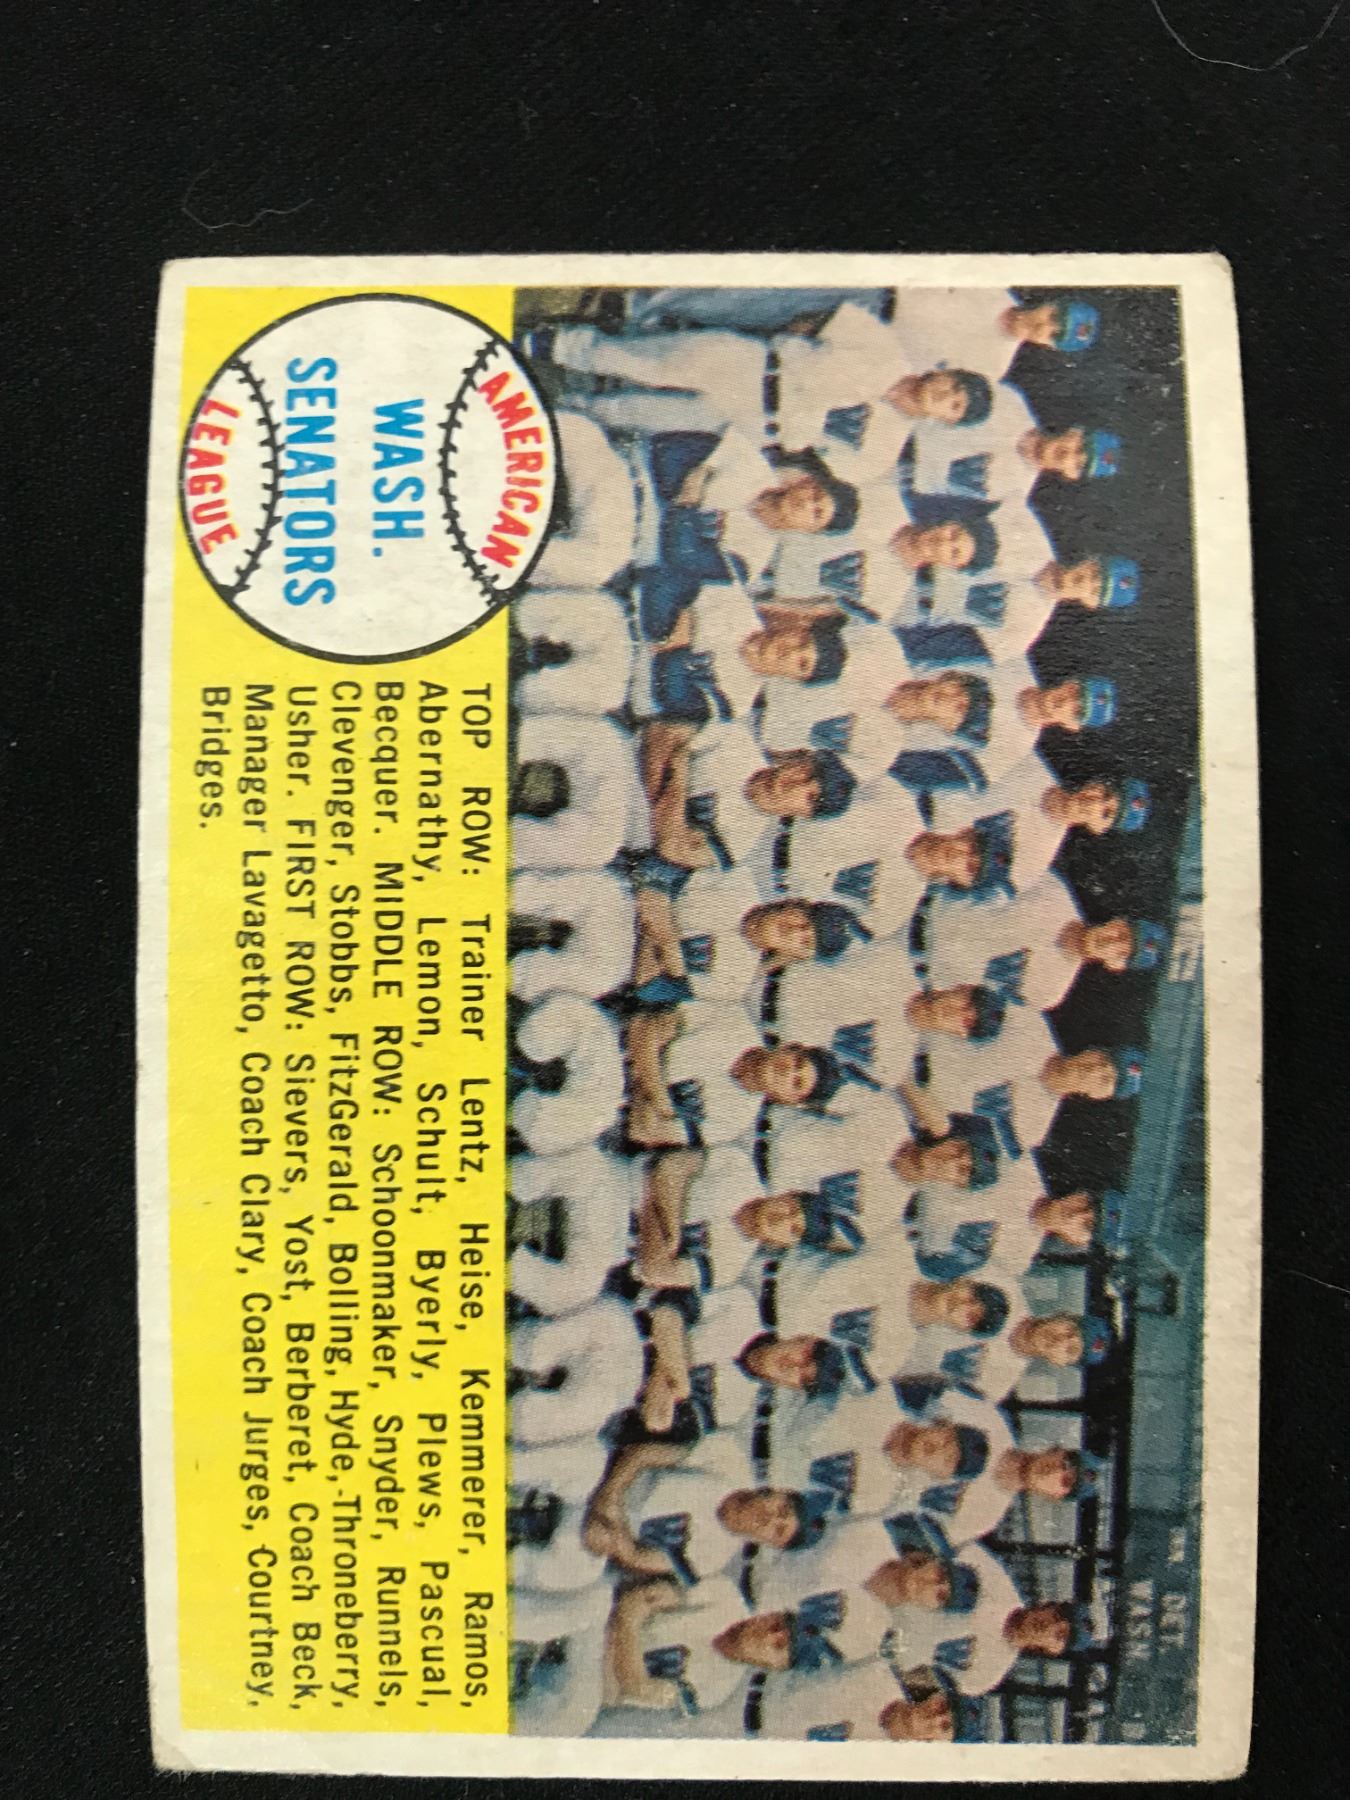 DET
WASN
AMERICAN
WASH.
SENATORS
LEAGUE
TOP ROW: Trainer Lentz, Heise, Kemmerer, Ramos,
Abernathy, Lemon, Schult, Byerly, Plews, Pascual,
Becquer. MIDDLE ROW: Schoonmaker, Snyder, Runnels,
Clevenger, Stobbs, FitzGerald, Bolling, Hyde, Throneberry,
Usher. FIRST ROW: Sievers, Yost, Berberet, Coach Beck,
Manager Lavagetto, Coach Clary, Coach Jurges, Courtney,
Bridges.